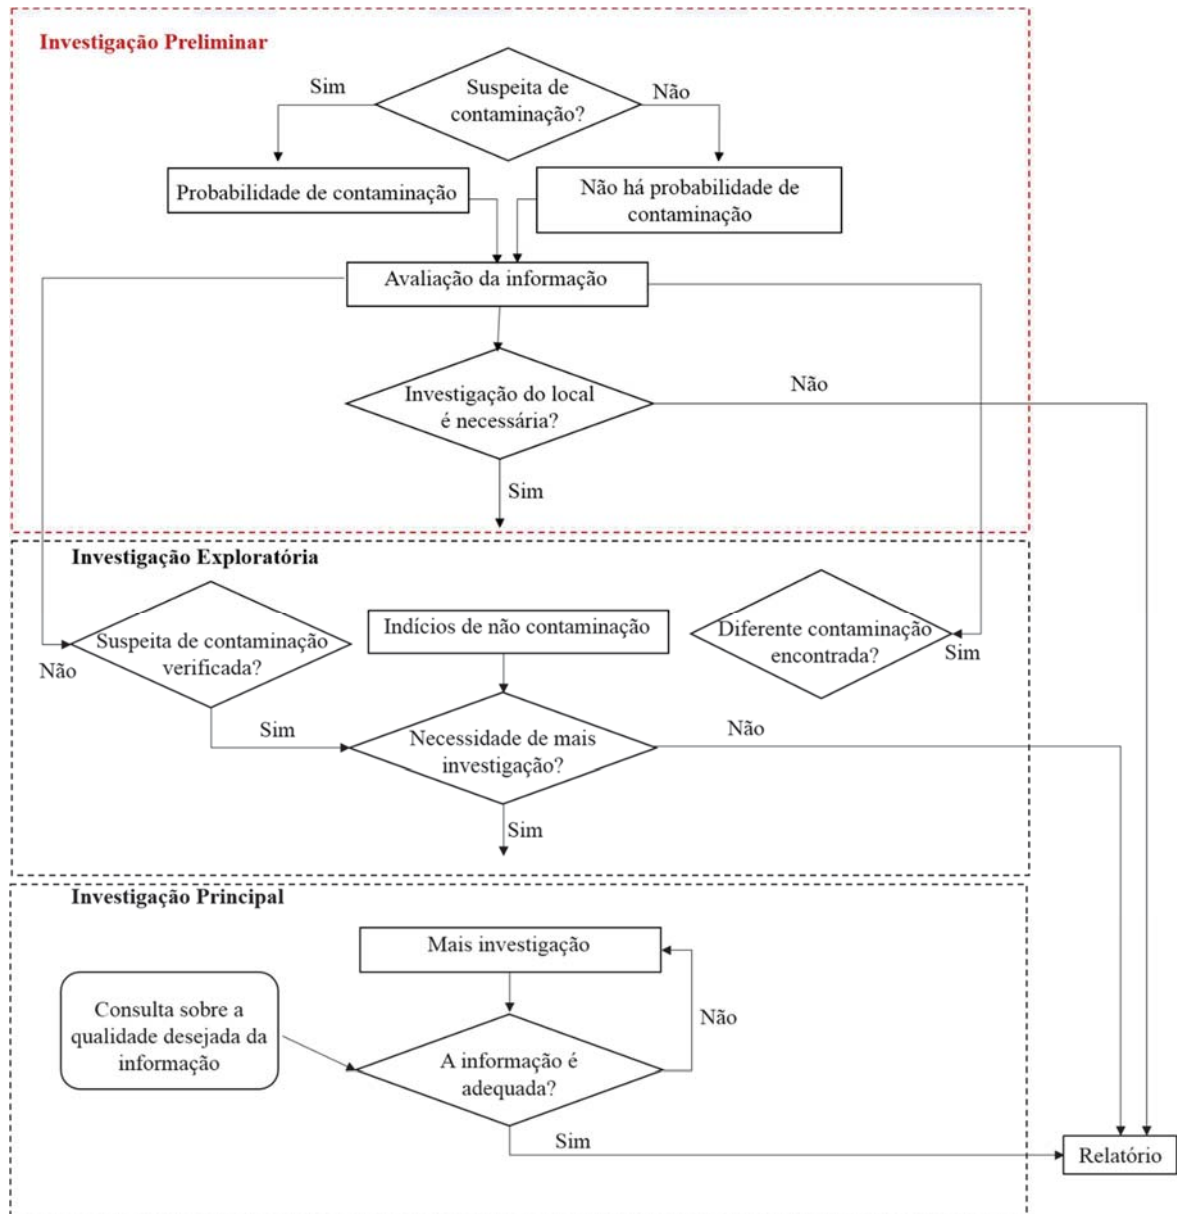 Investigação Preliminar
Sim
Suspeita de
contaminação?
Não
Probabilidade de contaminação
Não há probabilidade de
contaminação
Avaliação da informação
Investigação do local
é necessária?
Não
Sim
Investigação Exploratória
Suspeita de contaminação
verificada?
Não
Indícios de não contaminação
Diferente contaminação
encontrada?
Sim
Sim
Necessidade de mais
investigação?
Não
Sim
Investigação Principal
Mais investigação
Consulta sobre a
qualidade desejada da
informação
Não
A informação é
adequada?
Sim
Relatório